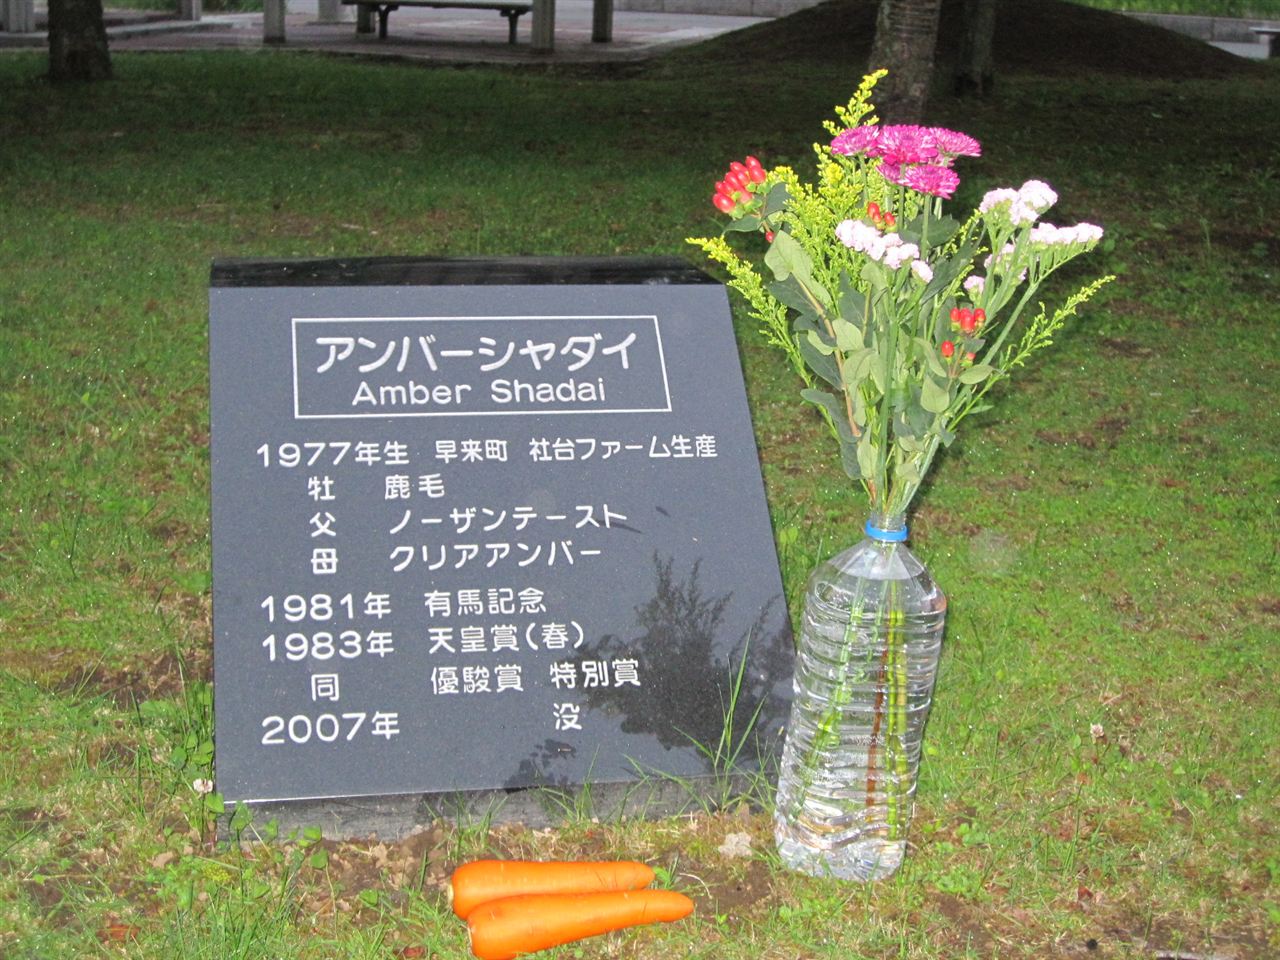 アンバーシャダイ
Amber Shadai
1977年生 早来町 社台ファーム生産
牡 鹿毛
父 ノーザンテースト
母 クリアアンバー
1981年 有馬記念
1983年 天皇賞(春)
同 優駿賞 特別賞
2007年 没